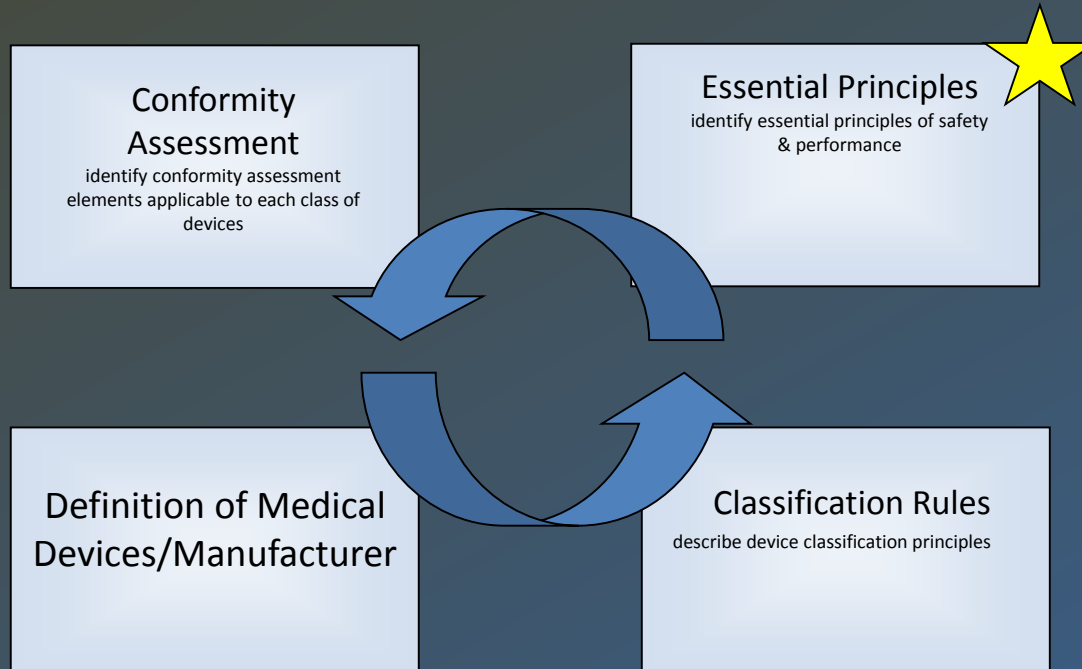 Conformity
Assessment
identify conformity assessment
elements applicable to each class of
devices
Essential Principles
identify essential principles of safety
& performance
Definition of Medical
Devices/Manufacturer
Classification Rules
describe device classification principles